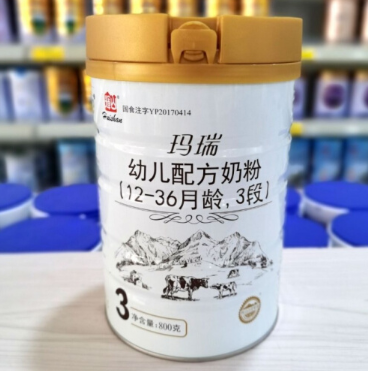 Huishan
国食注字YP20170414
玛瑞
幼儿配方奶粉
(12-36月龄,3段)
3
净含量:800克